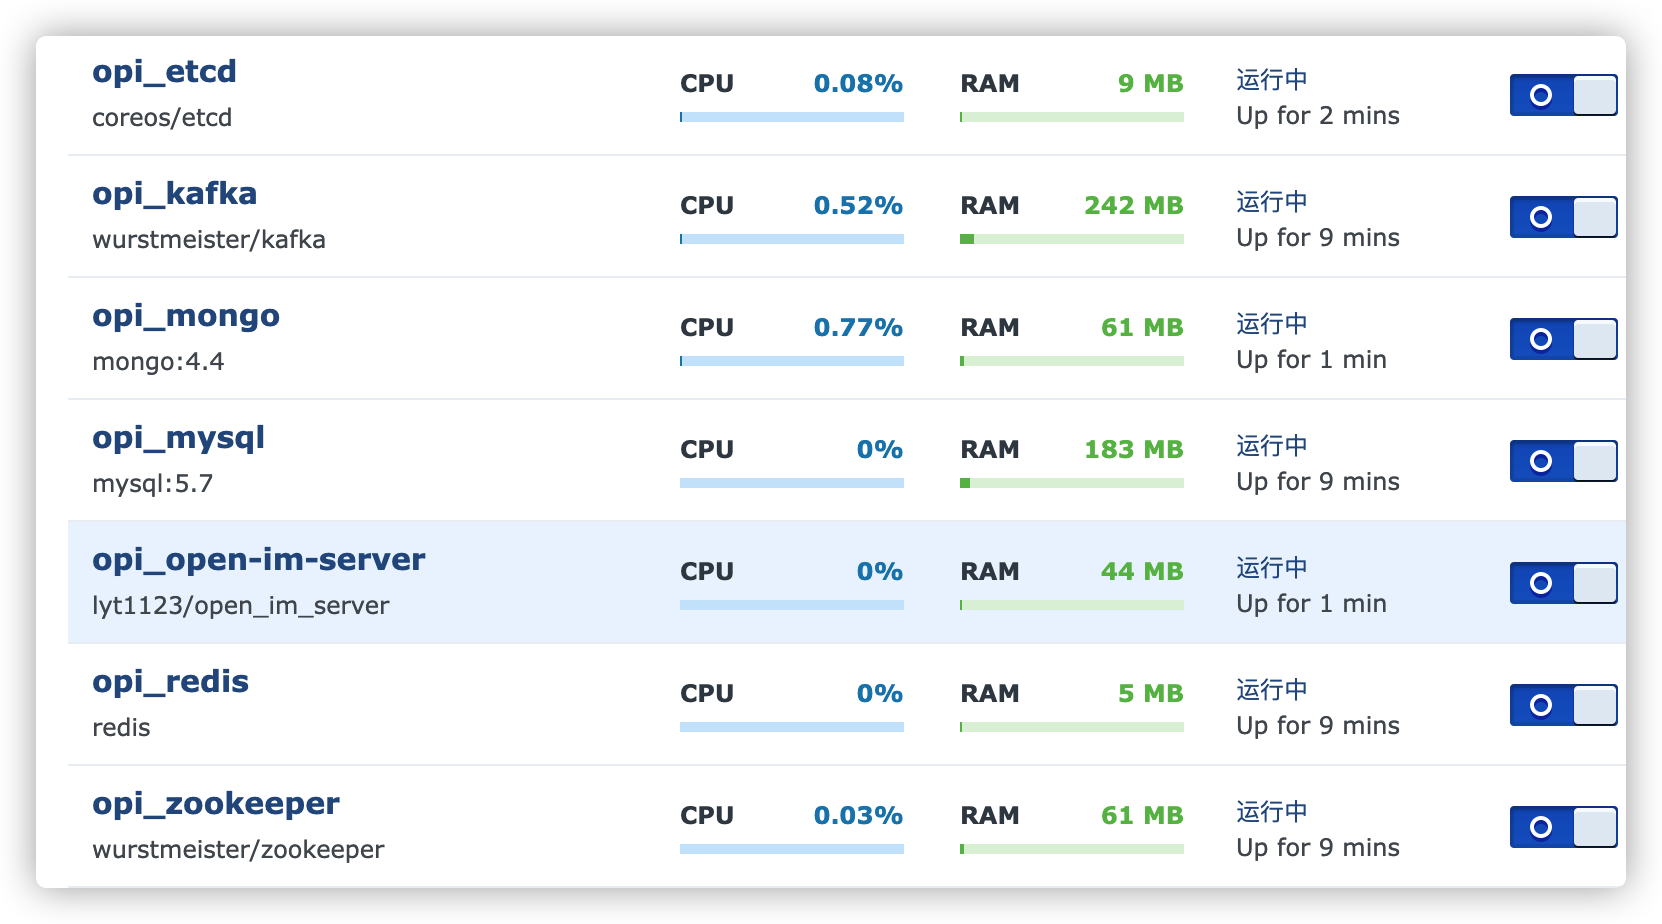 opi_etcd
coreos/etcd
CPU 0.08%
RAM 9 MB
运行中
Up for 2 mins
opi_kafka
wurstmeister/kafka
CPU 0.52%
RAM 242 MB
运行中
Up for 9 mins
opi_mongo
mongo:4.4
CPU 0.77%
RAM 61 MB
运行中
Up for 1 min
opi_mysql
mysql:5.7
CPU 0%
RAM 183 MB
运行中
Up for 9 mins
opi_open-im-server
lyt1123/open_im_server
CPU 0%
RAM 44 MB
运行中
Up for 1 min
opi_redis
redis
CPU 0%
RAM 5 MB
运行中
Up for 9 mins
opi_zookeeper
wurstmeister/zookeeper
CPU 0.03%
RAM 61 MB
运行中
Up for 9 mins